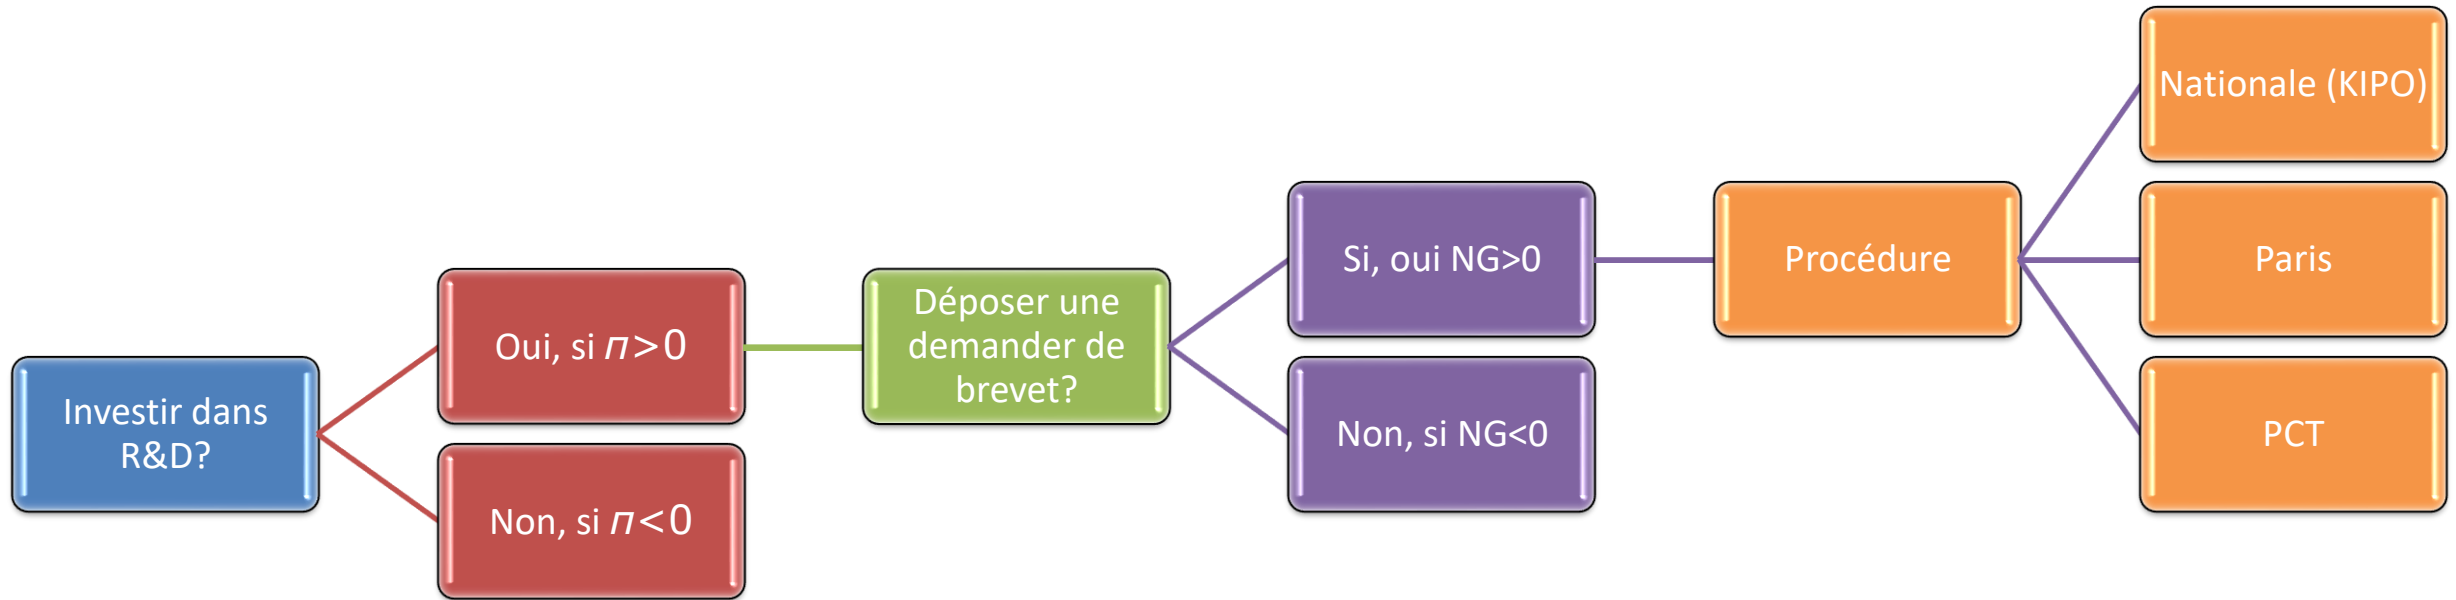 Investir dans
R&D?
Oui, si π>0
Non, si π<0
Déposer une
demander de
brevet?
Si, oui NG>0
Non, si NG<0
Procédure
Nationale (KIPO)
Paris
PCT